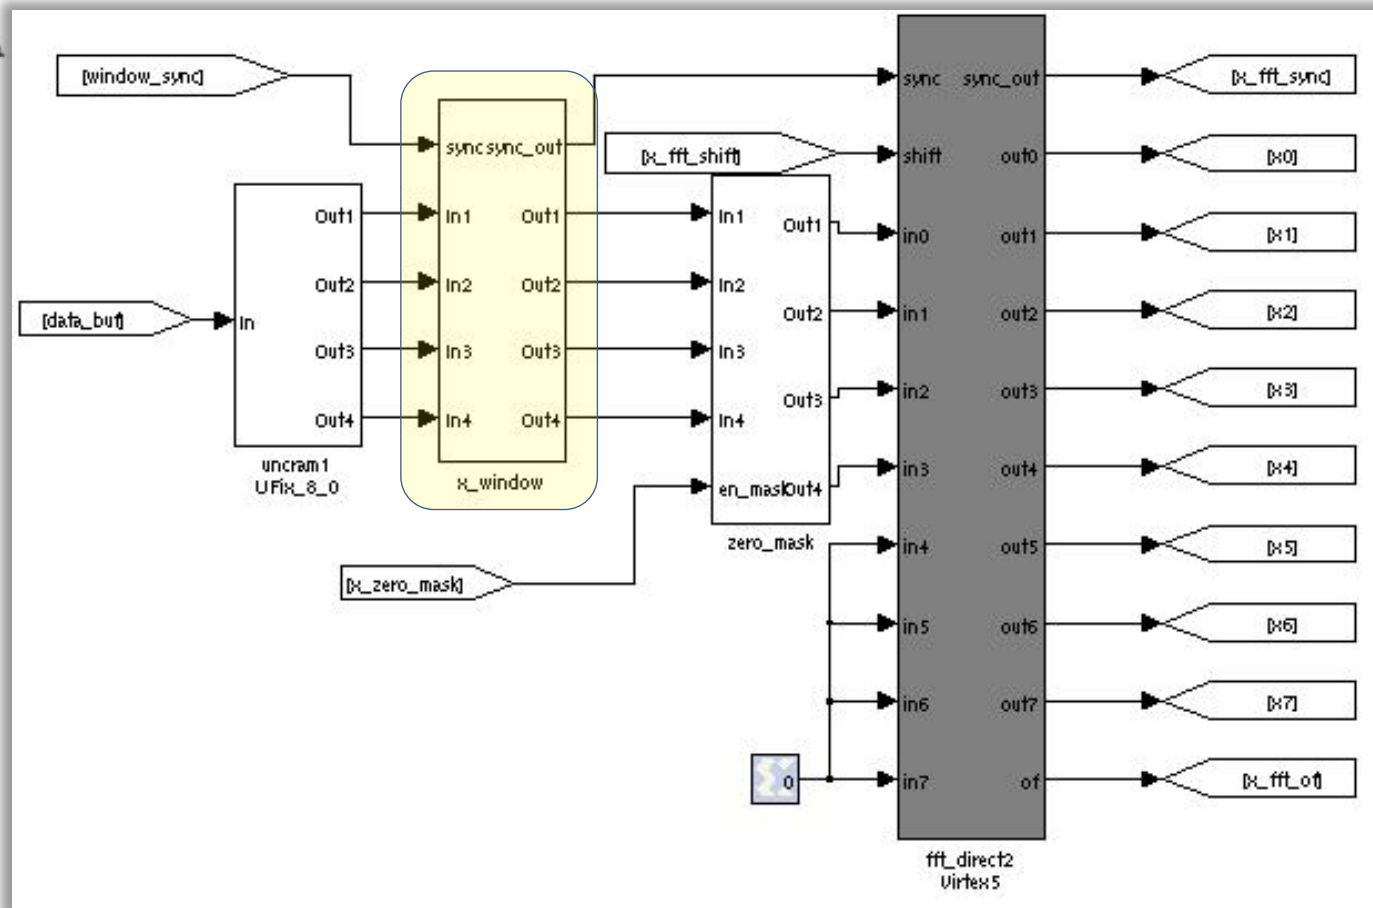 [window_sync]
sync
sync_out
[x_fft_sync]
sync
sync_out
[x_fft_shift]
shift
out0
[x0]
Out1
In1
Out1
In1
Out1
in0
out1
[x1]
Out2
In2
Out2
In2
Out2
in1
out2
[x2]
[data_buf]
In
Out3
In3
Out3
In3
Out3
in2
out3
[x3]
Out4
In4
Out4
In4
en_mask
Out4
in3
out4
[x4]
uncram1
UFix_8_0
x_window
zero_mask
in4
out5
[x5]
[x_zero_mask]
in5
out6
[x6]
in6
out7
[x7]
0
in7
of
[x_fft_of]
fft_direct2
Virtex5